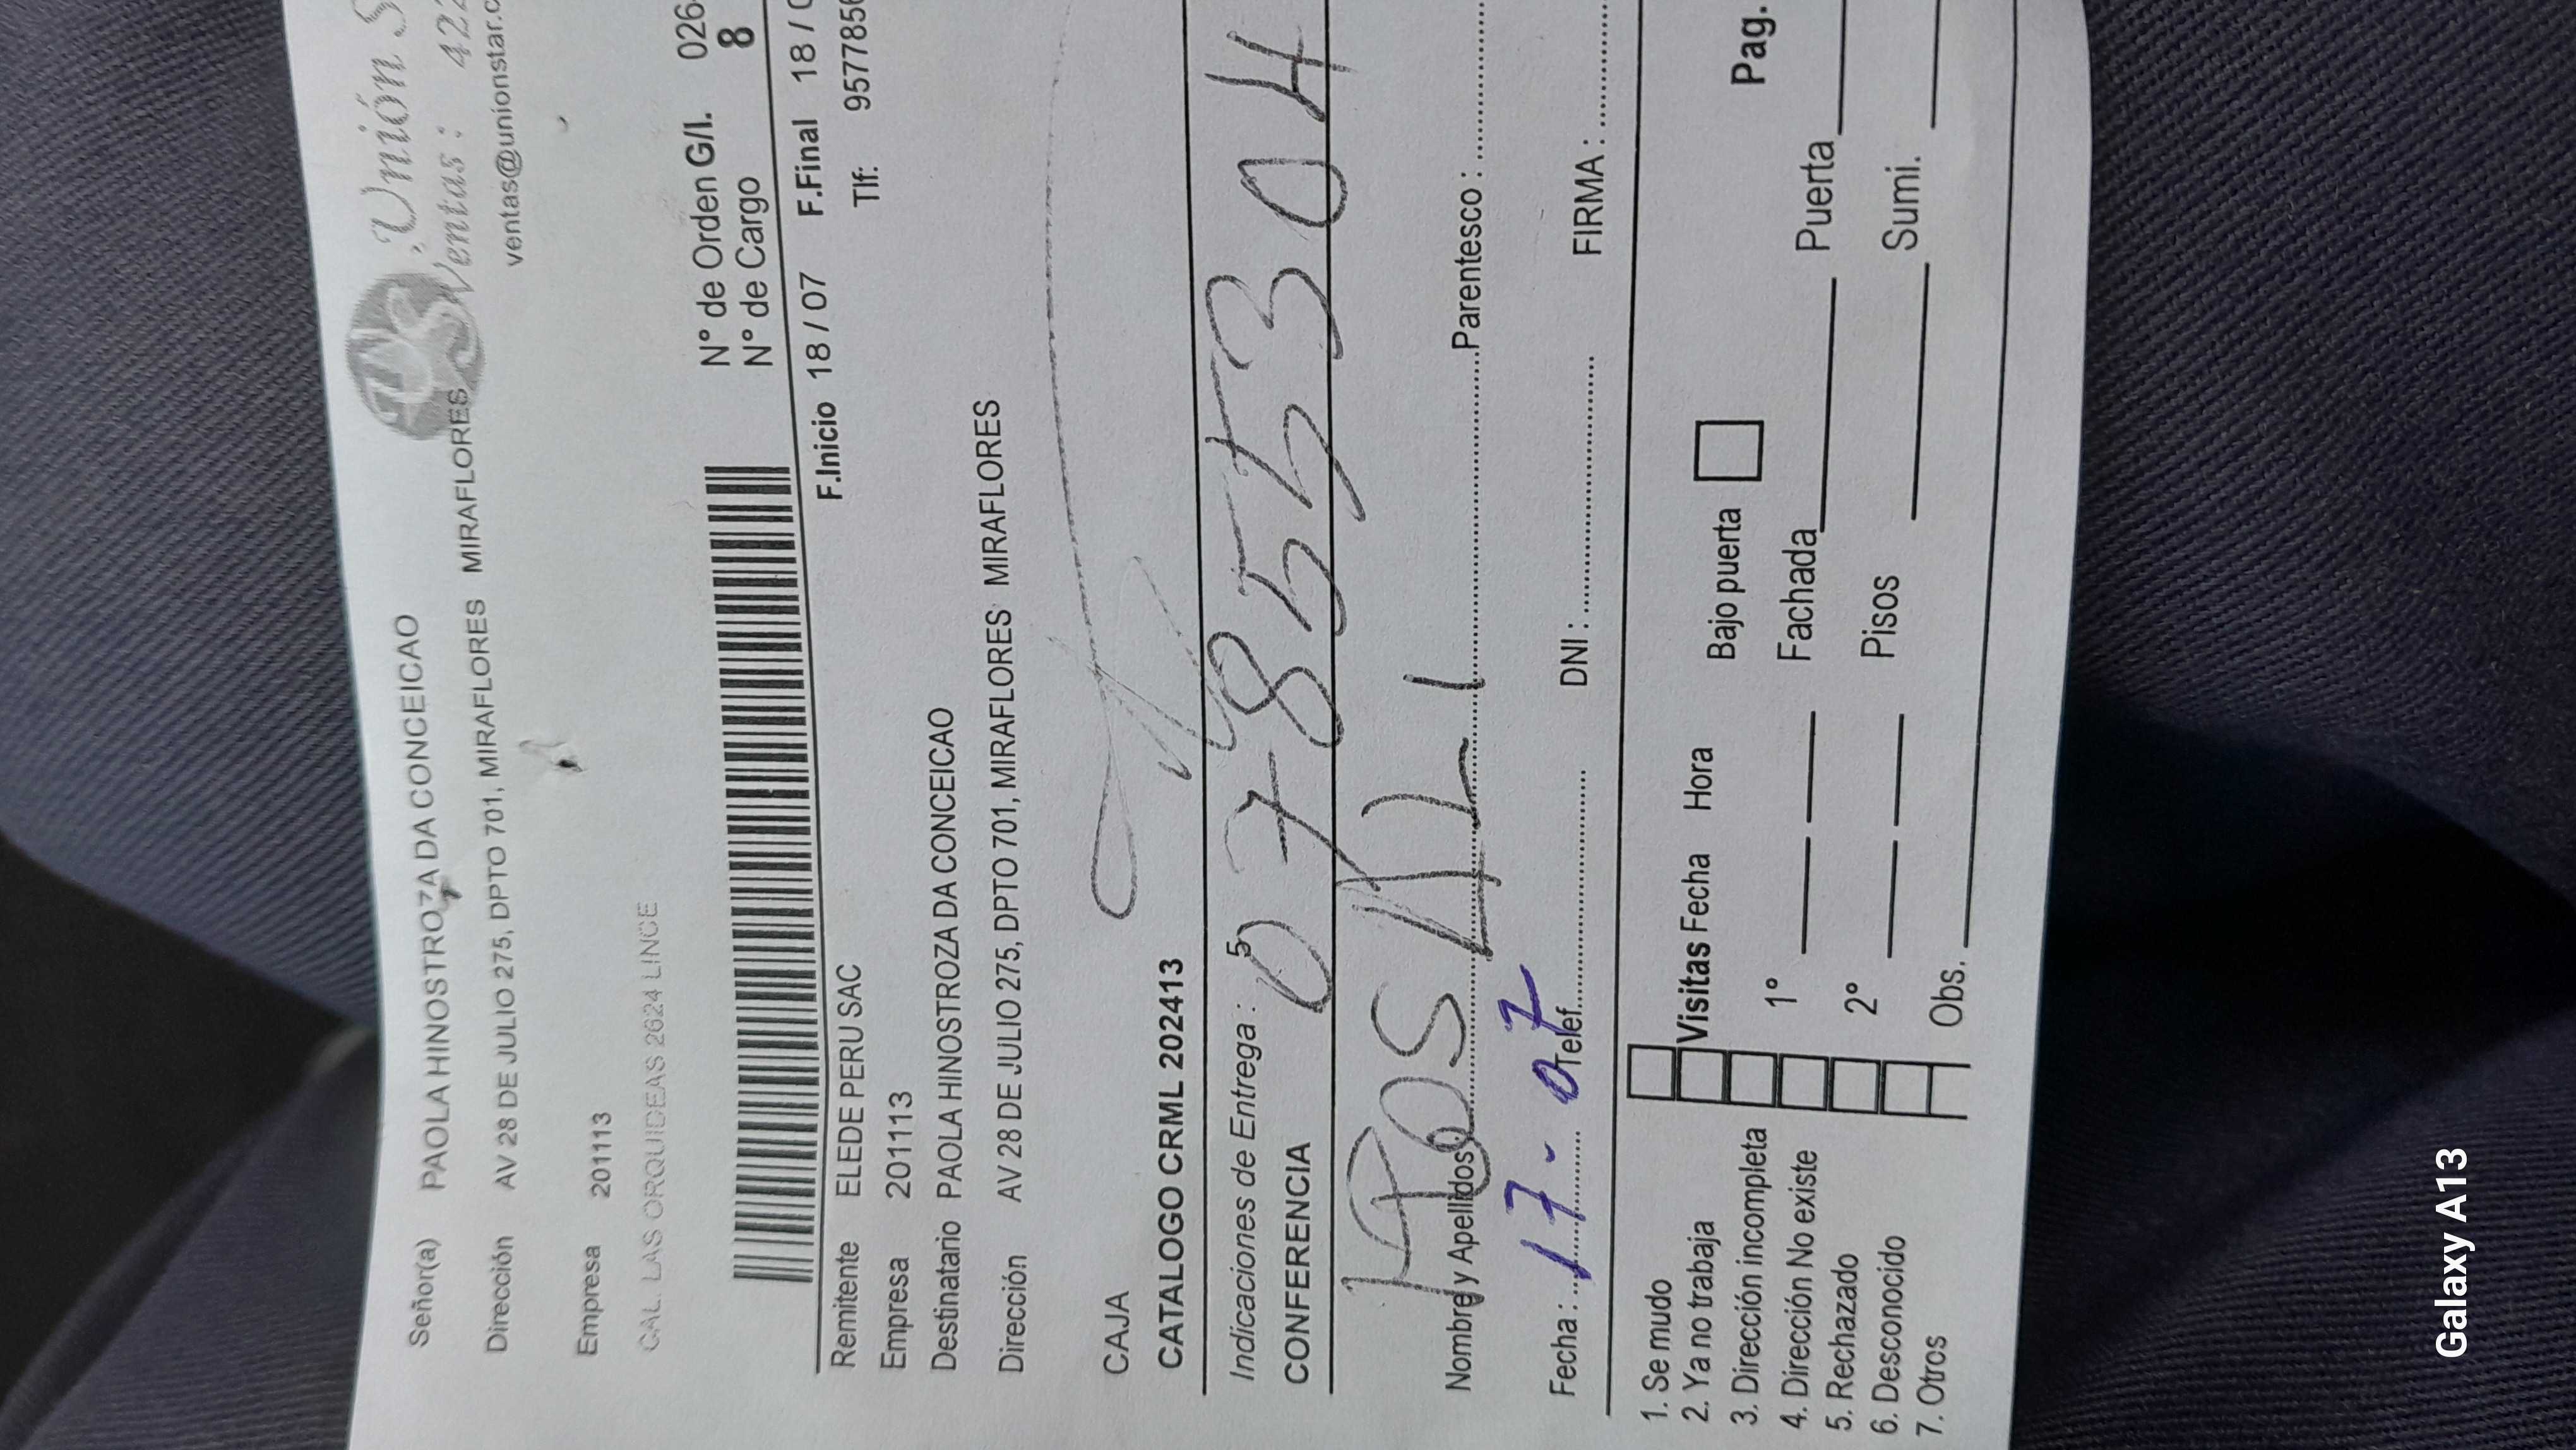 Unión S
Ventas: 422
ventas@unionstar.c
Señor(a) PAOLA HINOSTROZA DA CONCEICAO
Dirección AV 28 DE JULIO 275, DPTO 701, MIRAFLORES MIRAFLORES
Empresa 201113
CAL. LAS ORQUIDEAS 2624 LINCE
N° de Orden G/I. 026-
N° de Cargo 8
F.Inicio 18 / 07 F.Final 18 / 0
Remitente ELEDE PERU SAC Tlf: 9577856
Empresa 201113
Destinatario PAOLA HINOSTROZA DA CONCEICAO
Dirección AV 28 DE JULIO 275, DPTO 701, MIRAFLORES MIRAFLORES
CAJA
CATALOGO CRML 202413
Indicaciones de Entrega : 5
CONFERENCIA 07855304
Nombre y Apellidos Parentesco :
Fecha : 17 - 07 Telef. DNI : FIRMA :
1. Se mudo
2. Ya no trabaja
3. Dirección incompleta
4. Dirección No existe
5. Rechazado
6. Desconocido
7. Otros
Visitas Fecha Hora Bajo puerta Pag.
1° Fachada Puerta
2° Pisos Sumi.
Obs.
Galaxy A13